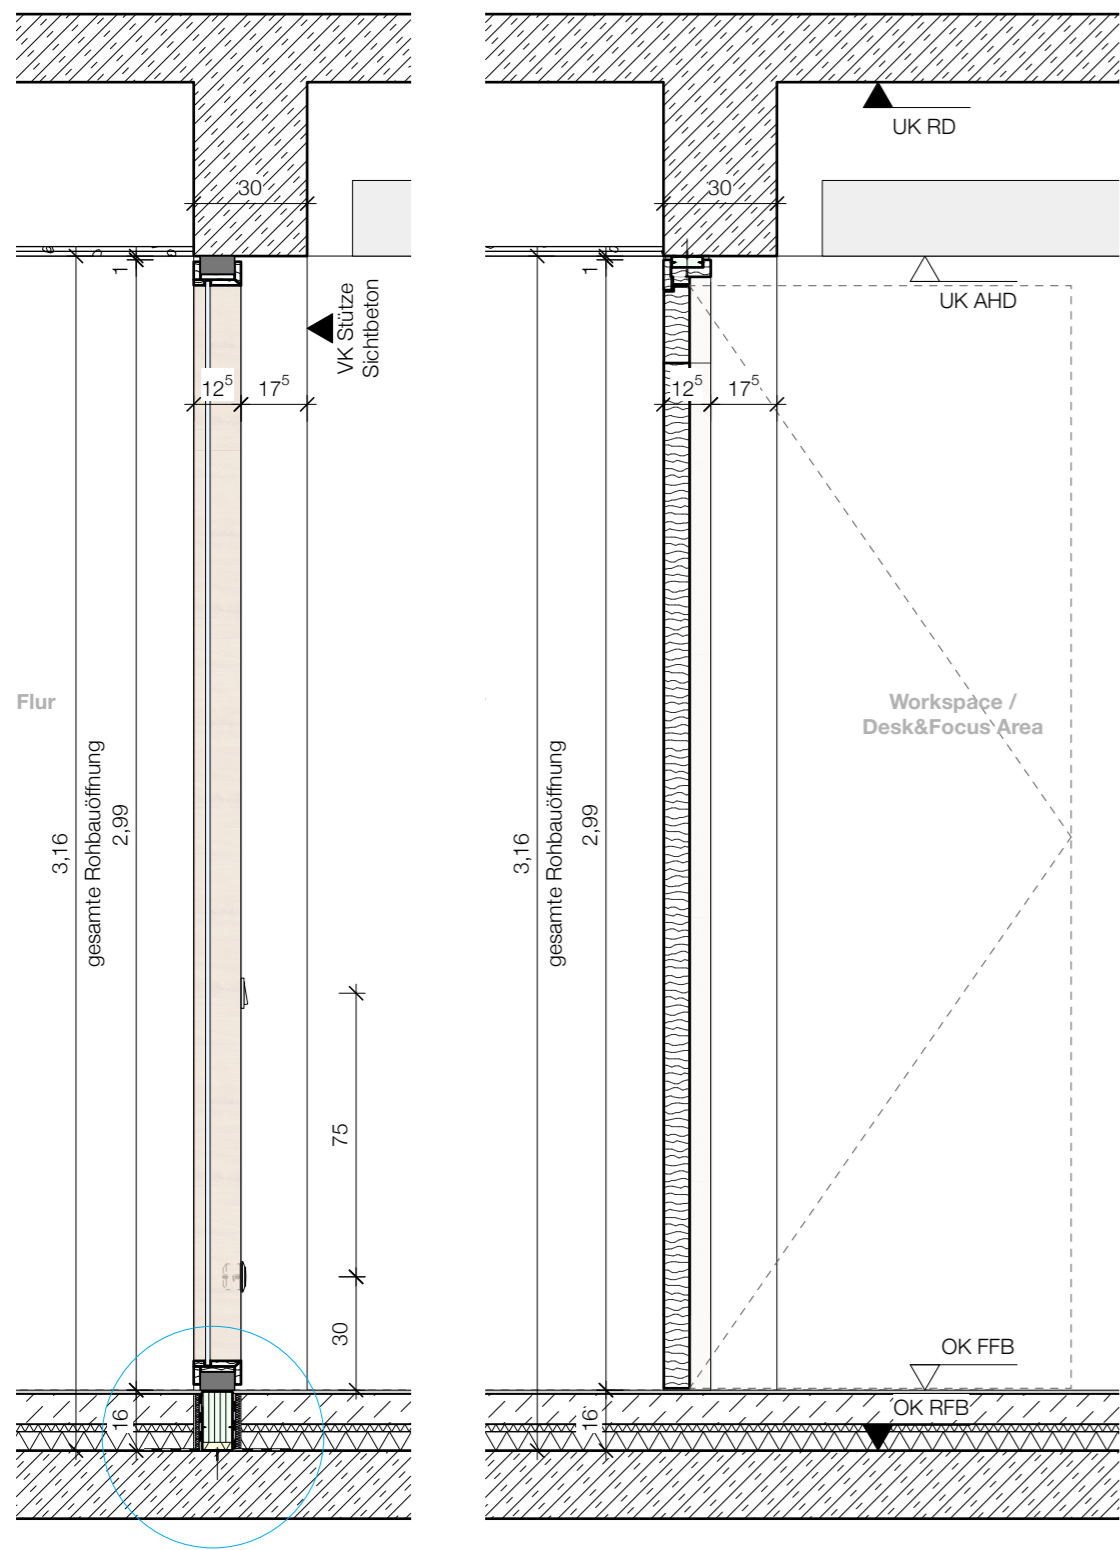 30
1
VK Stütze
Sichtbeton
12⁵
17⁵
Flur
3,16
gesamte Rohbauöffnung
2,99
75
30
16
UK RD
30
1
UK AHD
12⁵
17⁵
Workspace /
Desk&Focus Area
3,16
gesamte Rohbauöffnung
2,99
OK FFB
OK RFB
16